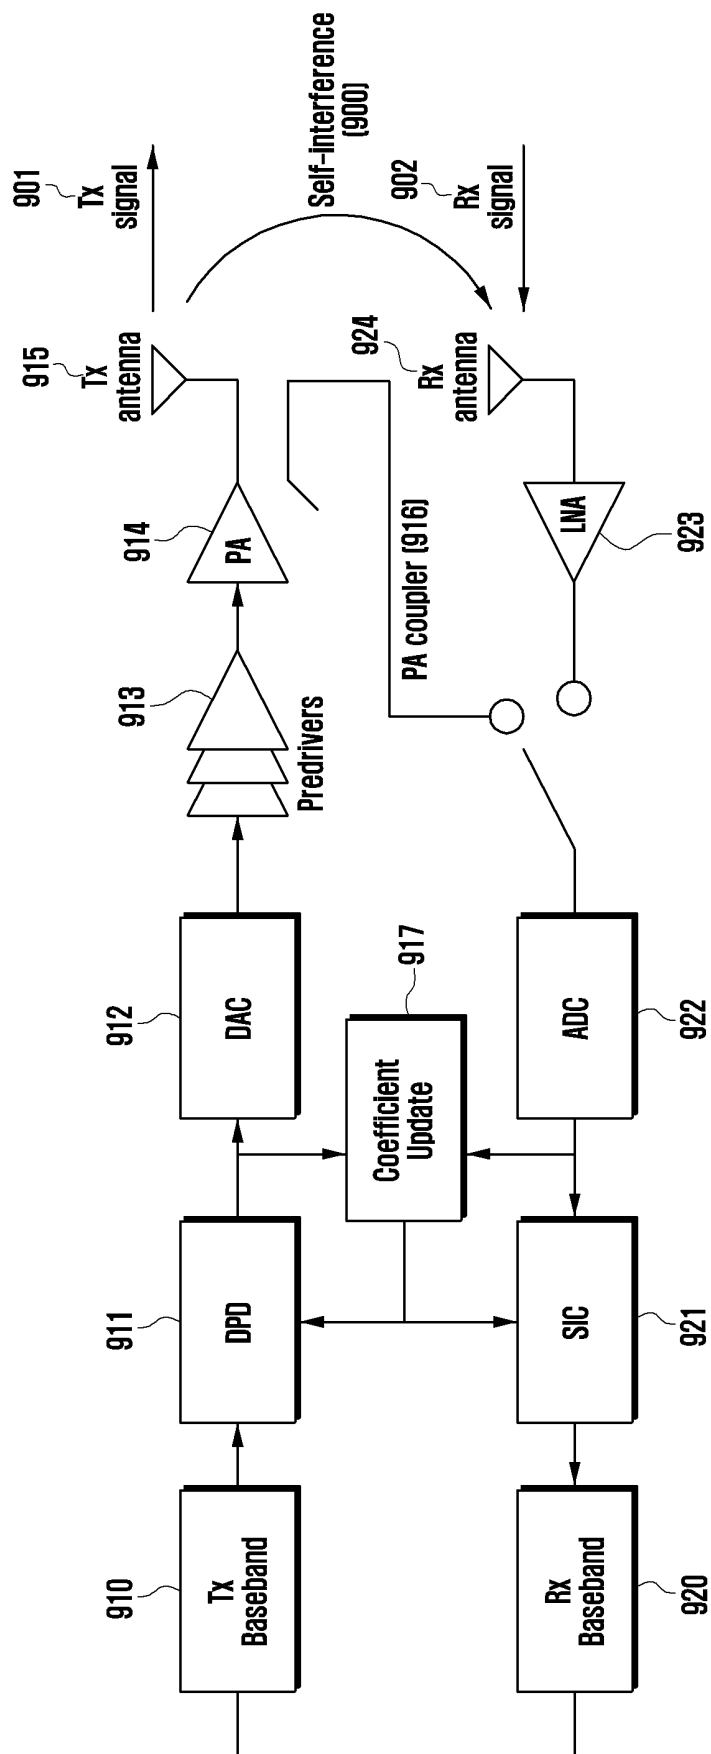 901
Tx
signal
Self-interference
(900)
902
Rx
signal
915
Tx
antenna
924
Rx
antenna
914
PA
PA coupler (916)
LNA
923
913
Predrivers
912
DAC
917
Coefficient
Update
ADC
922
911
DPD
SIC
921
910
Tx
Baseband
Rx
Baseband
920